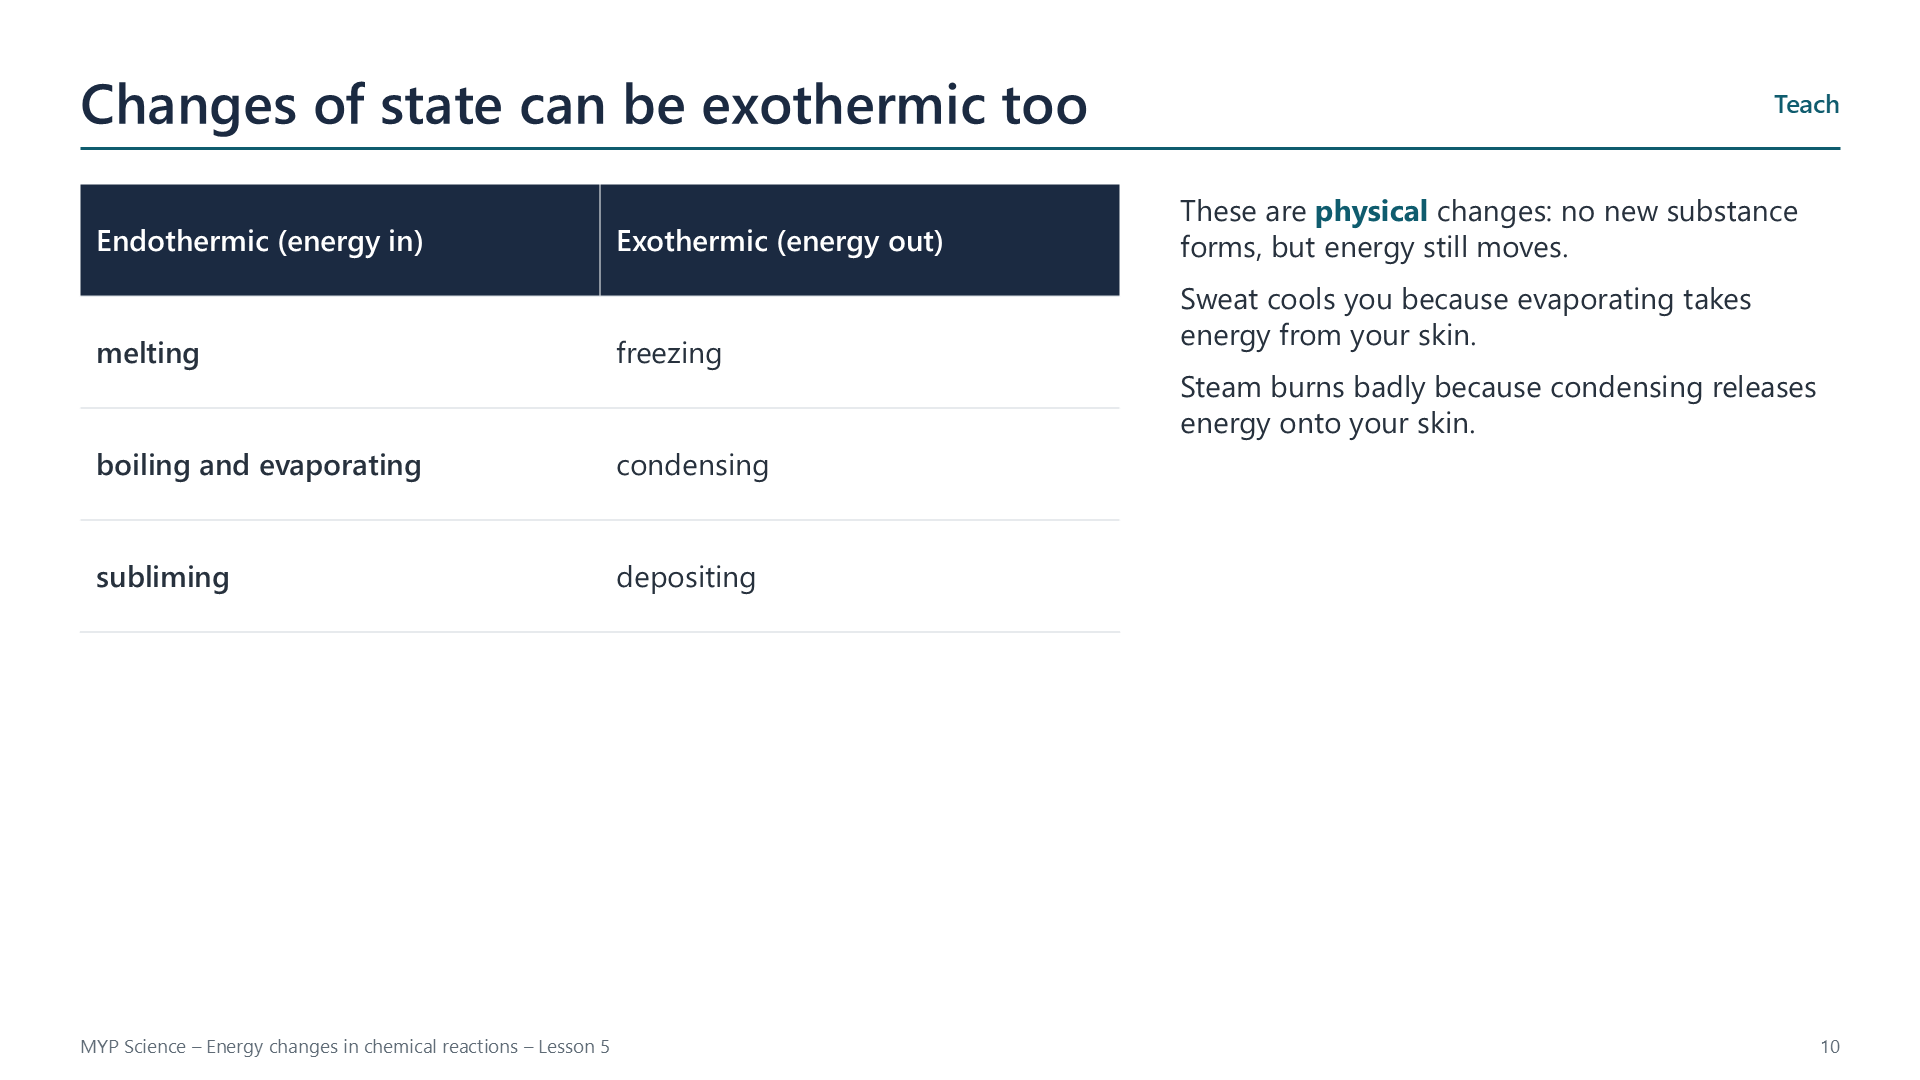 Changes of state can be exothermic too
Teach
Endothermic (energy in)
Exothermic (energy out)
melting
freezing
boiling and evaporating
condensing
subliming
depositing
These are physical changes: no new substance
forms, but energy still moves.
Sweat cools you because evaporating takes
energy from your skin.
Steam burns badly because condensing releases
energy onto your skin.
MYP Science – Energy changes in chemical reactions – Lesson 5
10